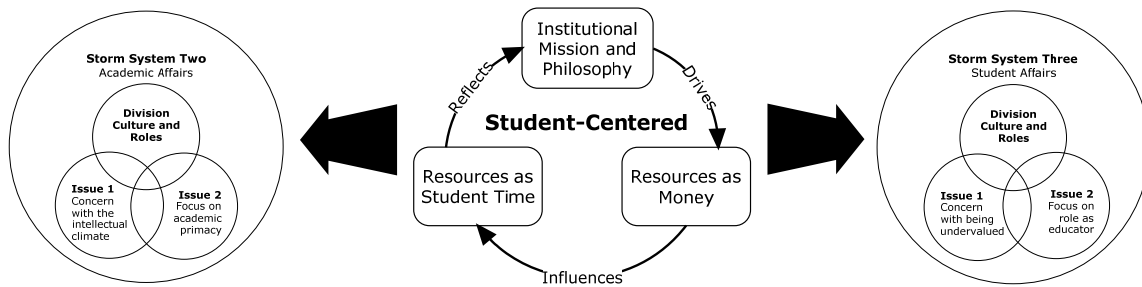 Storm System Two
Academic Affairs
Division
Culture and
Roles
Issue 1
Concern
with the
intellectual
climate
Issue 2
Focus on
academic
primacy
Institutional
Mission and
Philosophy
Reflects
Drives
Student-Centered
Resources as
Student Time
Resources as
Money
Influences
Storm System Three
Student Affairs
Division
Culture and
Roles
Issue 1
Concern
with being
undervalued
Issue 2
Focus on
role as
educator